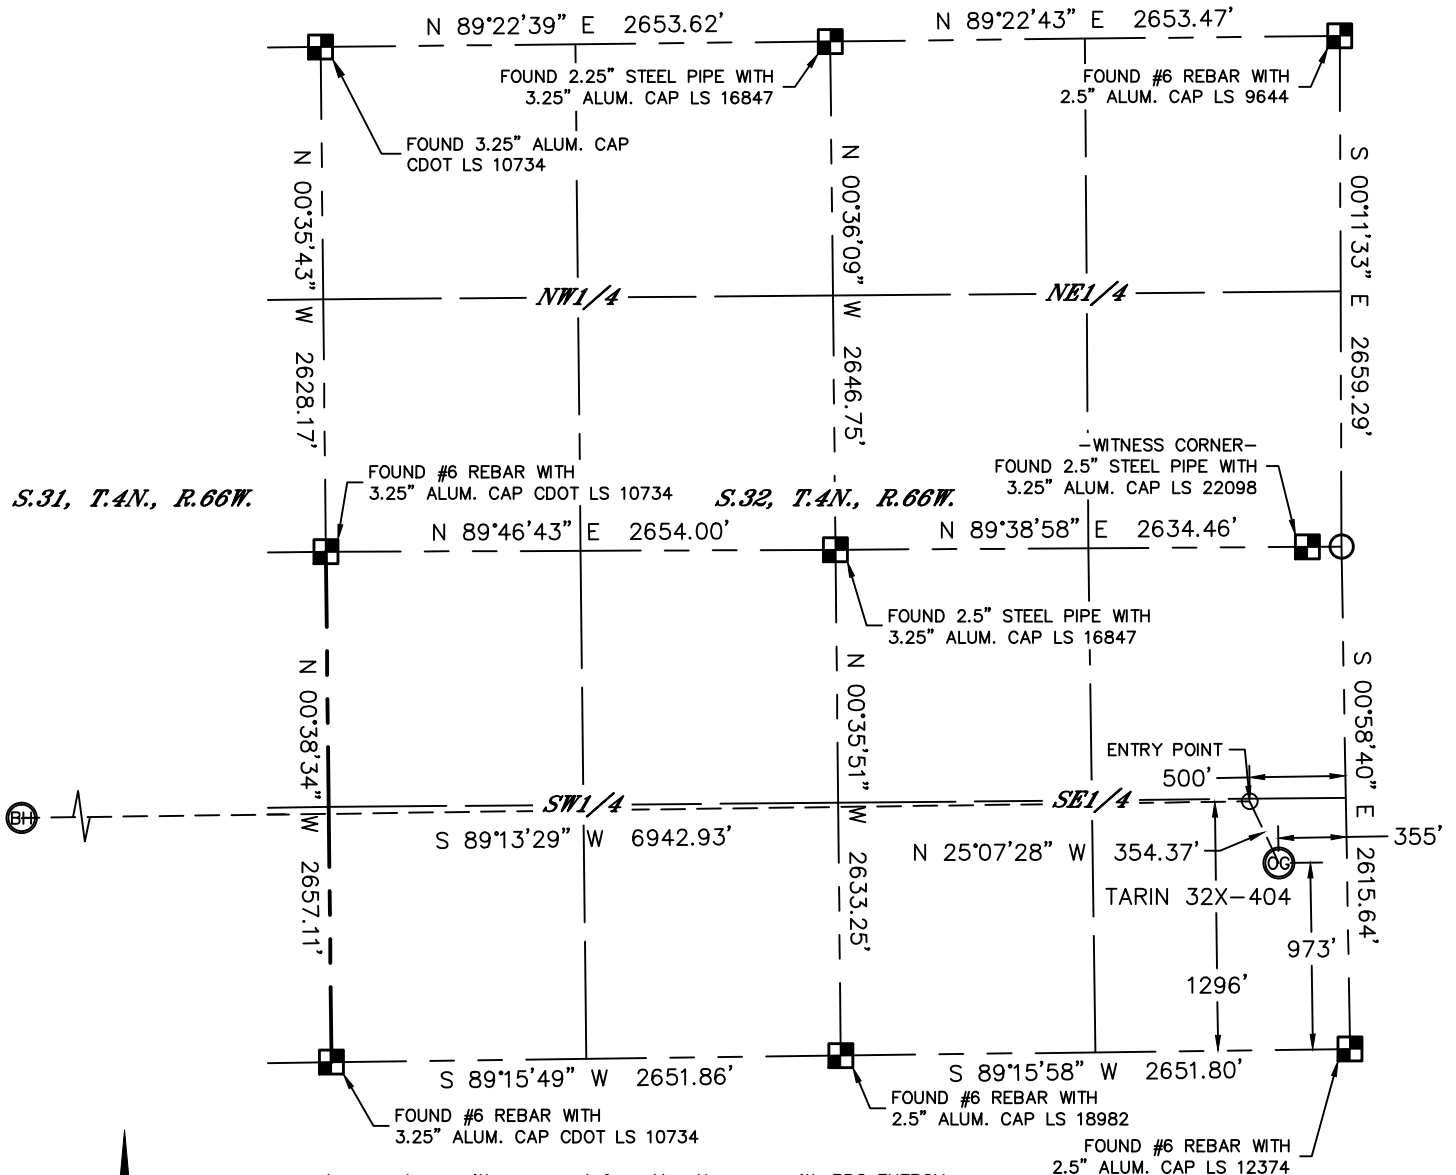 N 89°22'39" E 2653.62'
N 89°22'43" E 2653.47'
FOUND 2.25" STEEL PIPE WITH
3.25" ALUM. CAP LS 16847
FOUND #6 REBAR WITH
2.5" ALUM. CAP LS 9644
FOUND 3.25" ALUM. CAP
CDOT LS 10734
N 00°35'43" W 2628.17'
N 00°36'09" W 2646.75'
S 00°11'33" E 2659.29'
NW1/4
NE1/4
-WITNESS CORNER-
FOUND 2.5" STEEL PIPE WITH
3.25" ALUM. CAP LS 22098
FOUND #6 REBAR WITH
3.25" ALUM. CAP CDOT LS 10734
S.31, T.4N., R.66W.
S.32, T.4N., R.66W.
N 89°46'43" E 2654.00'
N 89°38'58" E 2634.46'
FOUND 2.5" STEEL PIPE WITH
3.25" ALUM. CAP LS 16847
N 00°38'34" W 2657.11'
N 00°35'51" W 2633.25'
S 00°58'40" E 2615.64'
ENTRY POINT
500'
SW1/4
SE1/4
BH
S 89°13'29" W 6942.93'
N 25°07'28" W 354.37'
355'
OG
TARIN 32X-404
973'
1296'
S 89°15'49" W 2651.86'
S 89°15'58" W 2651.80'
FOUND #6 REBAR WITH
3.25" ALUM. CAP CDOT LS 10734
FOUND #6 REBAR WITH
2.5" ALUM. CAP LS 18982
FOUND #6 REBAR WITH
2.5" ALUM. CAP LS 12374